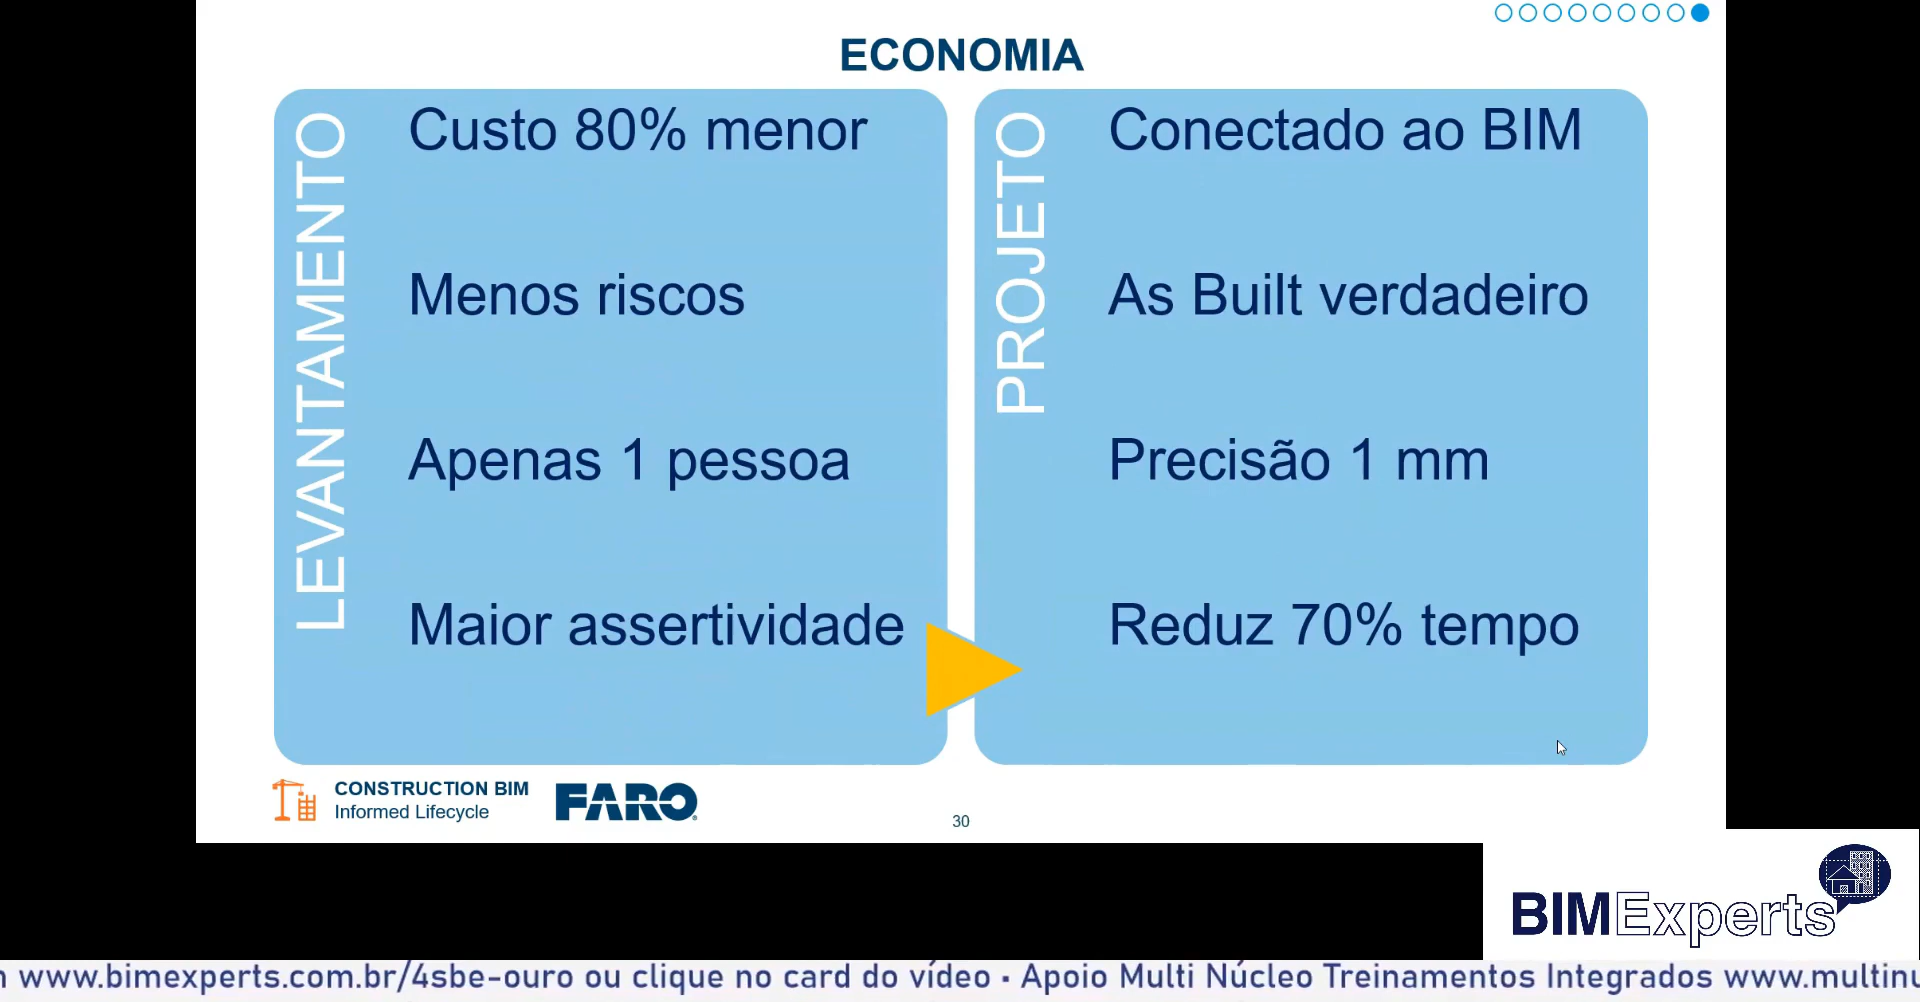 ECONOMIA
LEVANTAMENTO
Custo 80% menor
Menos riscos
Apenas 1 pessoa
Maior assertividade
PROJETO
Conectado ao BIM
As Built verdadeiro
Precisão 1 mm
Reduz 70% tempo
CONSTRUCTION BIM
Informed Lifecycle
FARO
30
BIMExperts
www.bimexperts.com.br/4sbe-ouro ou clique no card do vídeo · Apoio Multi Núcleo Treinamentos Integrados